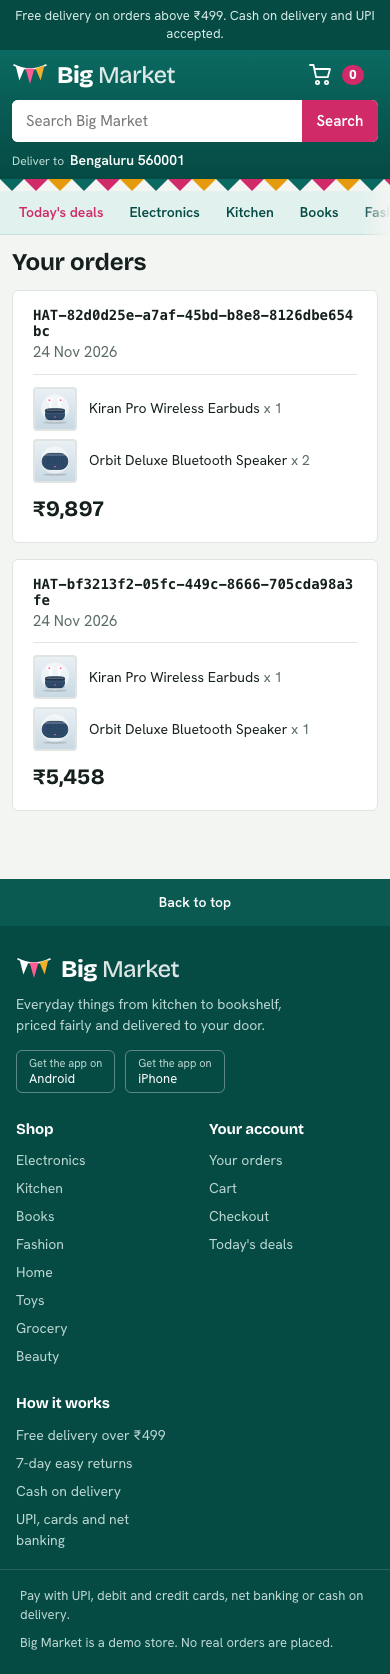 Free delivery on orders above ₹499. Cash on delivery and UPI
accepted.
Big Market
0
Search Big Market
Search
Deliver to Bengaluru 560001
Today's deals Electronics Kitchen Books Fas
Your orders
HAT-82d0d25e-a7af-45bd-b8e8-8126dbe654
bc
24 Nov 2026
Kiran Pro Wireless Earbuds x 1
Orbit Deluxe Bluetooth Speaker x 2
₹9,897
HAT-bf3213f2-05fc-449c-8666-705cda98a3
fe
24 Nov 2026
Kiran Pro Wireless Earbuds x 1
Orbit Deluxe Bluetooth Speaker x 1
₹5,458
Back to top
Big Market
Everyday things from kitchen to bookshelf,
priced fairly and delivered to your door.
Get the app on
Android
Get the app on
iPhone
Shop
Electronics
Kitchen
Books
Fashion
Home
Toys
Grocery
Beauty
Your account
Your orders
Cart
Checkout
Today's deals
How it works
Free delivery over ₹499
7-day easy returns
Cash on delivery
UPI, cards and net
banking
Pay with UPI, debit and credit cards, net banking or cash on
delivery.
Big Market is a demo store. No real orders are placed.